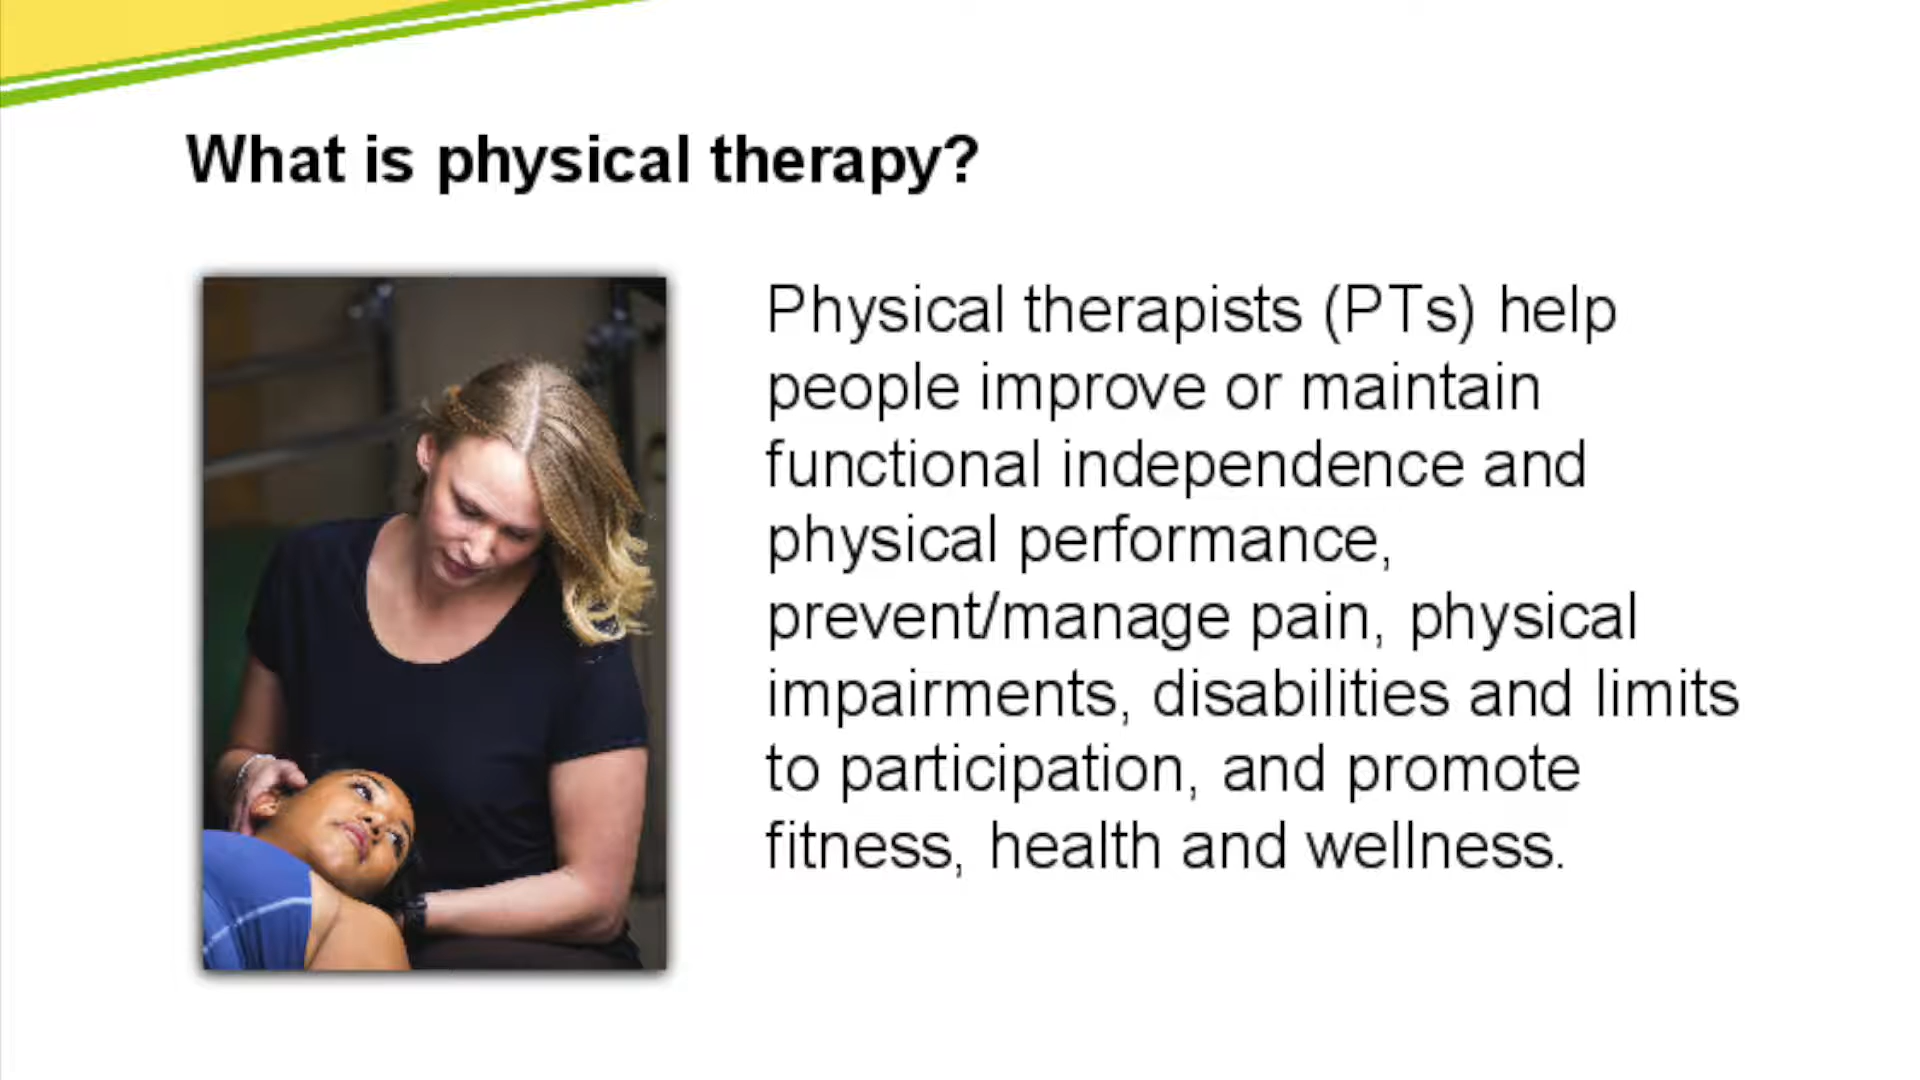 What is physical therapy?
Physical therapists (PTs) help
people improve or maintain
functional independence and
physical performance,
prevent/manage pain, physical
impairments, disabilities and limits
to participation, and promote
fitness, health and wellness.